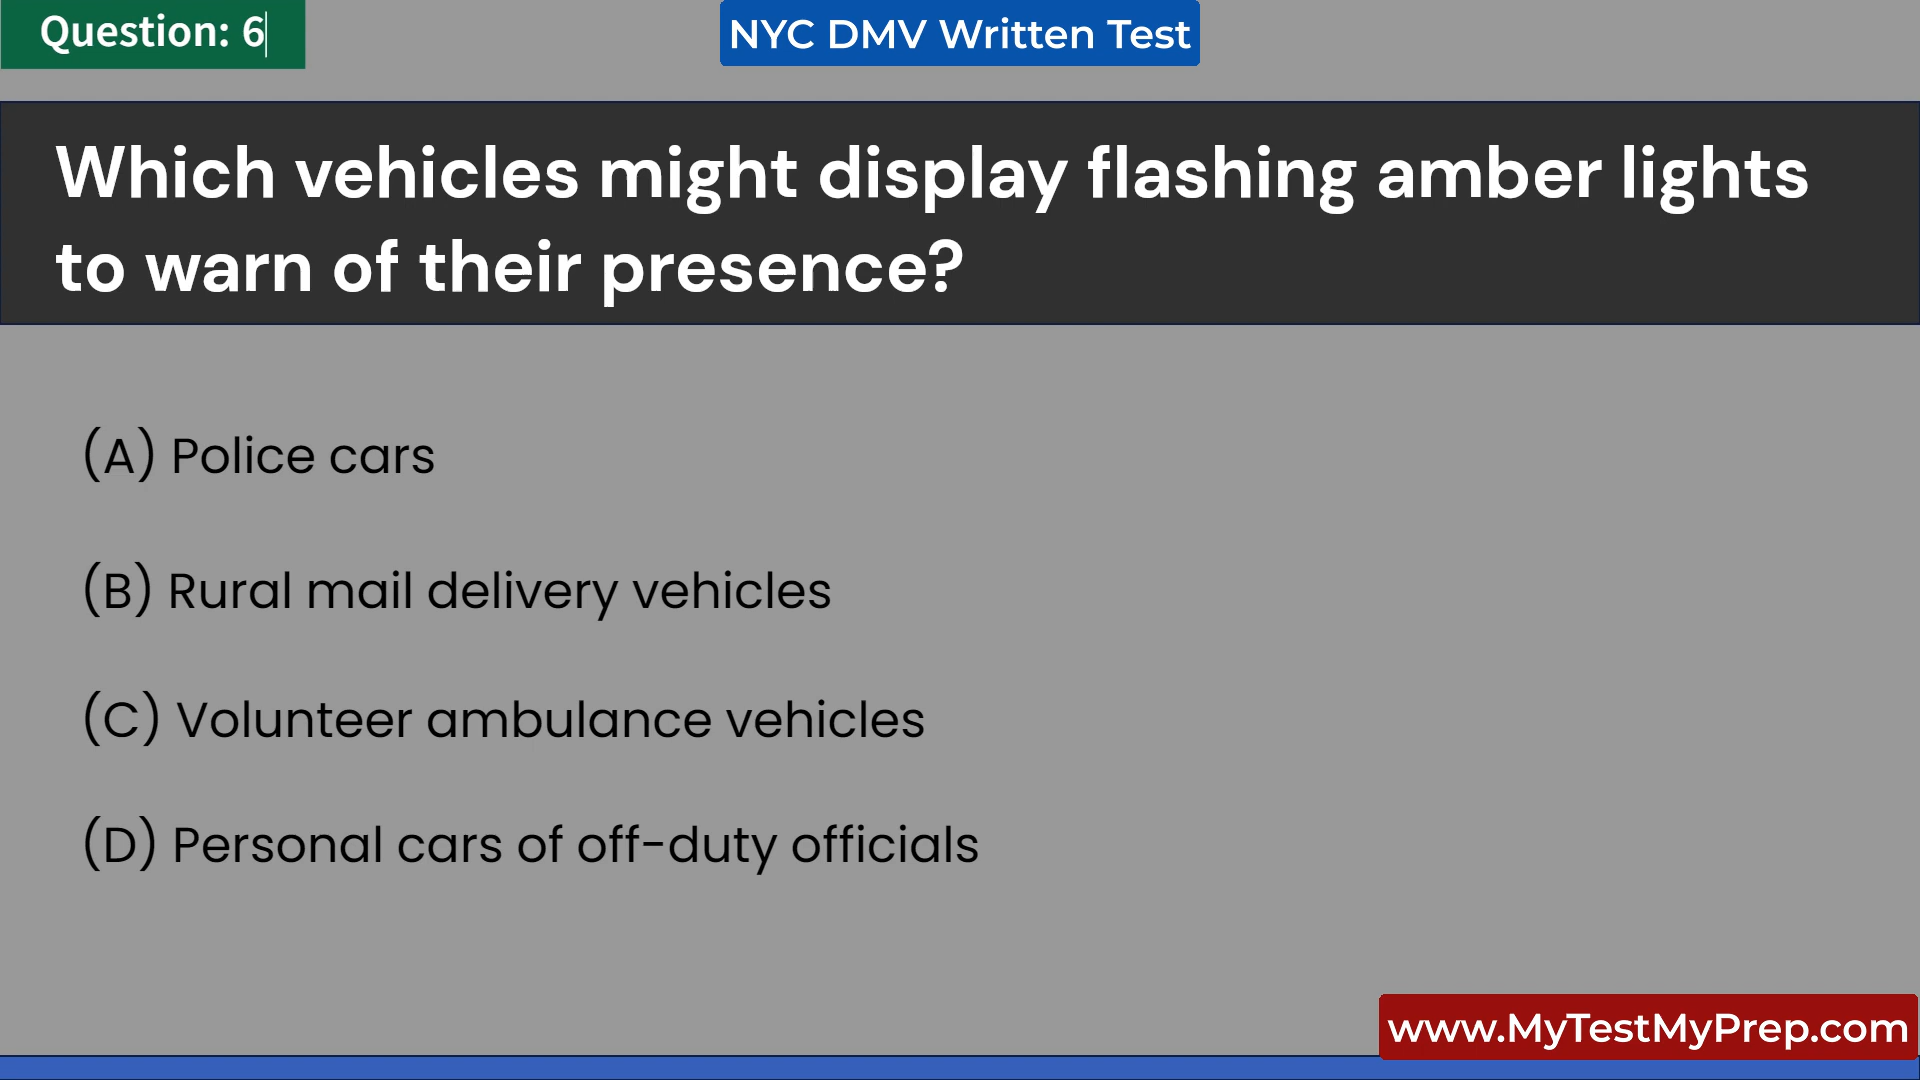 Question: 6
NYC DMV Written Test
Which vehicles might display flashing amber lights
to warn of their presence?
(A) Police cars
(B) Rural mail delivery vehicles
(C) Volunteer ambulance vehicles
(D) Personal cars of off-duty officials
www.MyTestMyPrep.com